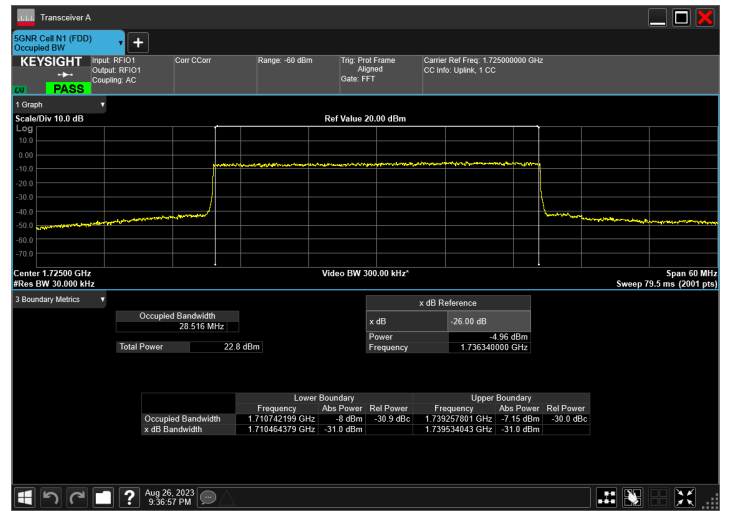 Transceiver A
5GNR Cell N1 (FDD)
Occupied BW
KEYSIGHT
LXI
PASS
Input: RFIO1
Output: RFIO1
Coupling: AC
Corr CCorr
Range: -60 dBm
Trig: Prot Frame
Aligned
Gate: FFT
Carrier Ref Freq: 1.725000000 GHz
CC Info: Uplink, 1 CC
1 Graph
Scale/Div 10.0 dB
Ref Value 20.00 dBm
Log
10.0
0.00
-10.0
-20.0
-30.0
-40.0
-50.0
-60.0
-70.0
Center 1.72500 GHz
Video BW 300.00 kHz*
Span 60 MHz
#Res BW 30.000 kHz
Sweep 79.5 ms (2001 pts)
3 Boundary Metrics
Occupied Bandwidth
28.516 MHz
Total Power 22.8 dBm
x dB Reference
x dB -26.00 dB
Power -4.96 dBm
Frequency 1.736340000 GHz
Lower Boundary Upper Boundary
Frequency Abs Power Rel Power Frequency Abs Power Rel Power
Occupied Bandwidth 1.710742199 GHz -8 dBm -30.9 dBc 1.739257801 GHz -7.15 dBm -30.0 dBc
x dB Bandwidth 1.710464379 GHz -31.0 dBm 1.739534043 GHz -31.0 dBm
?
Aug 26, 2023
9:36:57 PM